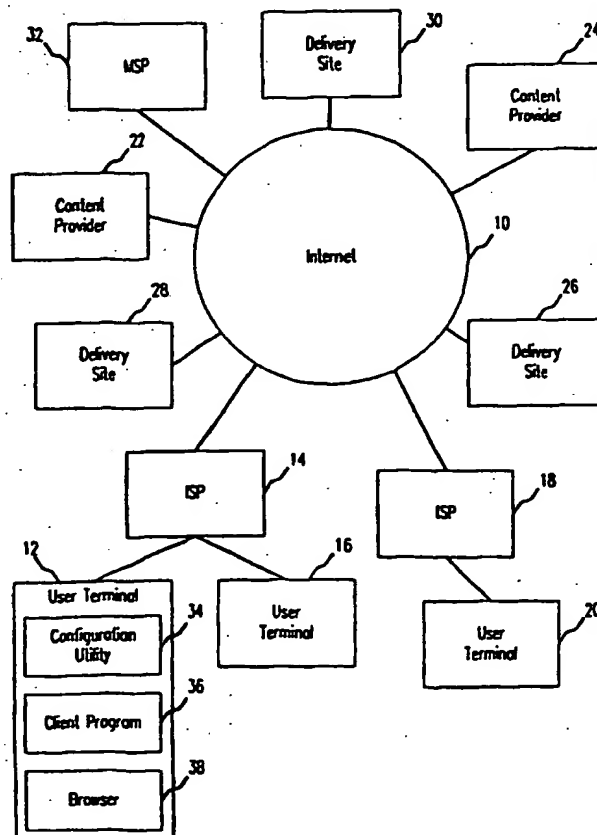 32
MSP
30
Delivery
Site
24
Content
Provider
22
Content
Provider
10
Internet
28
Delivery
Site
26
Delivery
Site
14
ISP
18
ISP
12
User Terminal
34
Configuration
Utility
36
Client Program
38
Browser
16
User
Terminal
20
User
Terminal